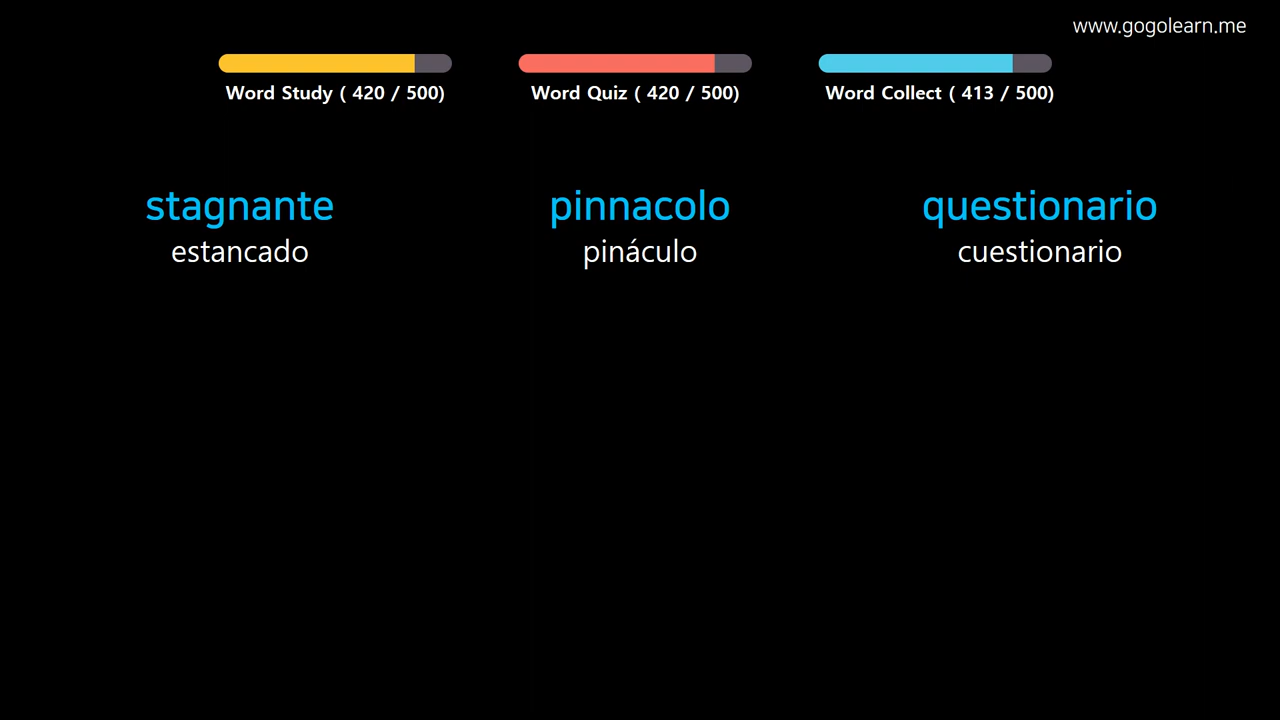 www.gogolearn.me
Word Study ( 420 / 500)
Word Quiz ( 420 / 500)
Word Collect ( 413 / 500)
stagnante
estancado
pinnacolo
pináculo
questionario
cuestionario